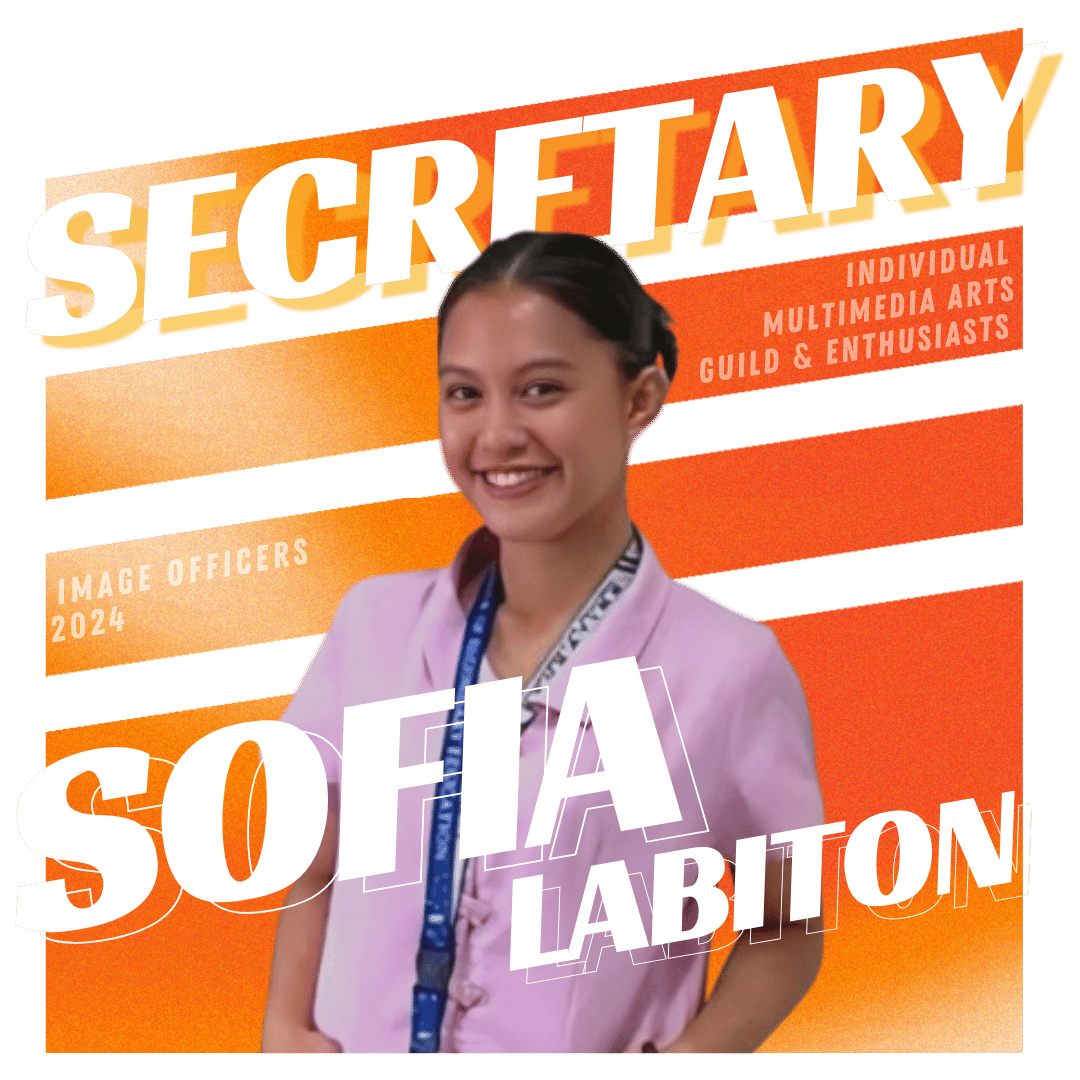 SECRETARY
INDIVIDUAL
MULTIMEDIA ARTS
GUILD & ENTHUSIASTS
IMAGE OFFICERS
2024
SOFIA
LABITON